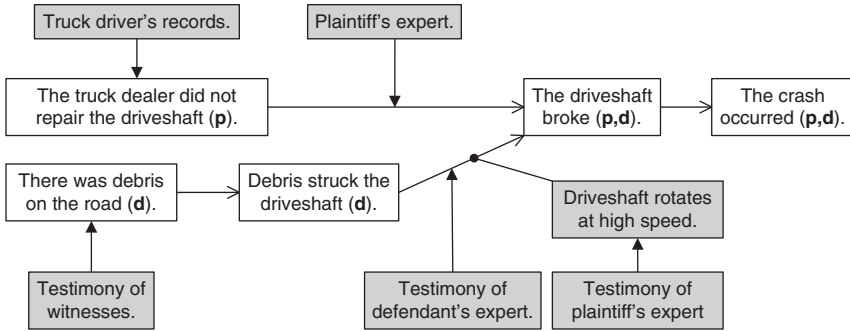 Truck driver's records.
Plaintiff's expert.
The truck dealer did not
repair the driveshaft (p).
The driveshaft
broke (p,d).
The crash
occurred (p,d).
There was debris
on the road (d).
Debris struck the
driveshaft (d).
Driveshaft rotates
at high speed.
Testimony of
witnesses.
Testimony of
defendant's expert.
Testimony of
plaintiff's expert